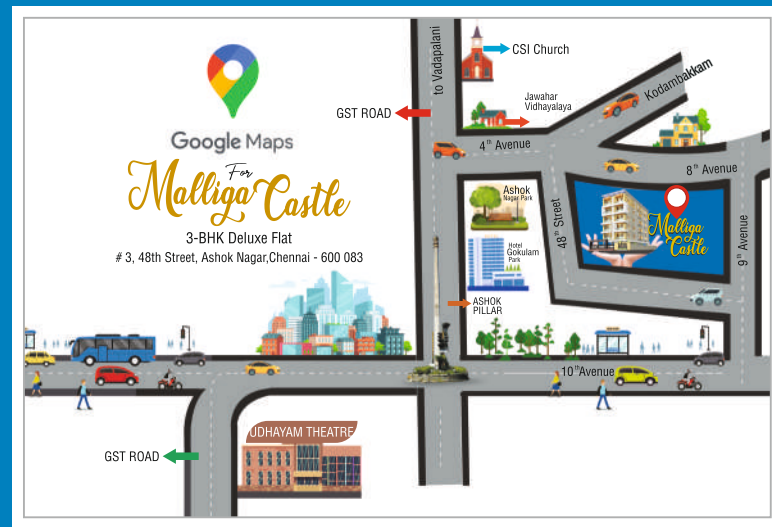 to Vadapalani
CSI Church
Jawahar
Vidhayalaya
Kodambakkam
GST ROAD
Google Maps
For
Malliga Castle
3-BHK Deluxe Flat
# 3, 48th Street, Ashok Nagar,Chennai - 600 083
4th Avenue
8th Avenue
Ashok
Nagar Park
48th Street
Malliga
Castle
9th Avenue
Hotel
Gokulam
Park
ASHOK
PILLAR
10th Avenue
UDHAYAM THEATRE
GST ROAD